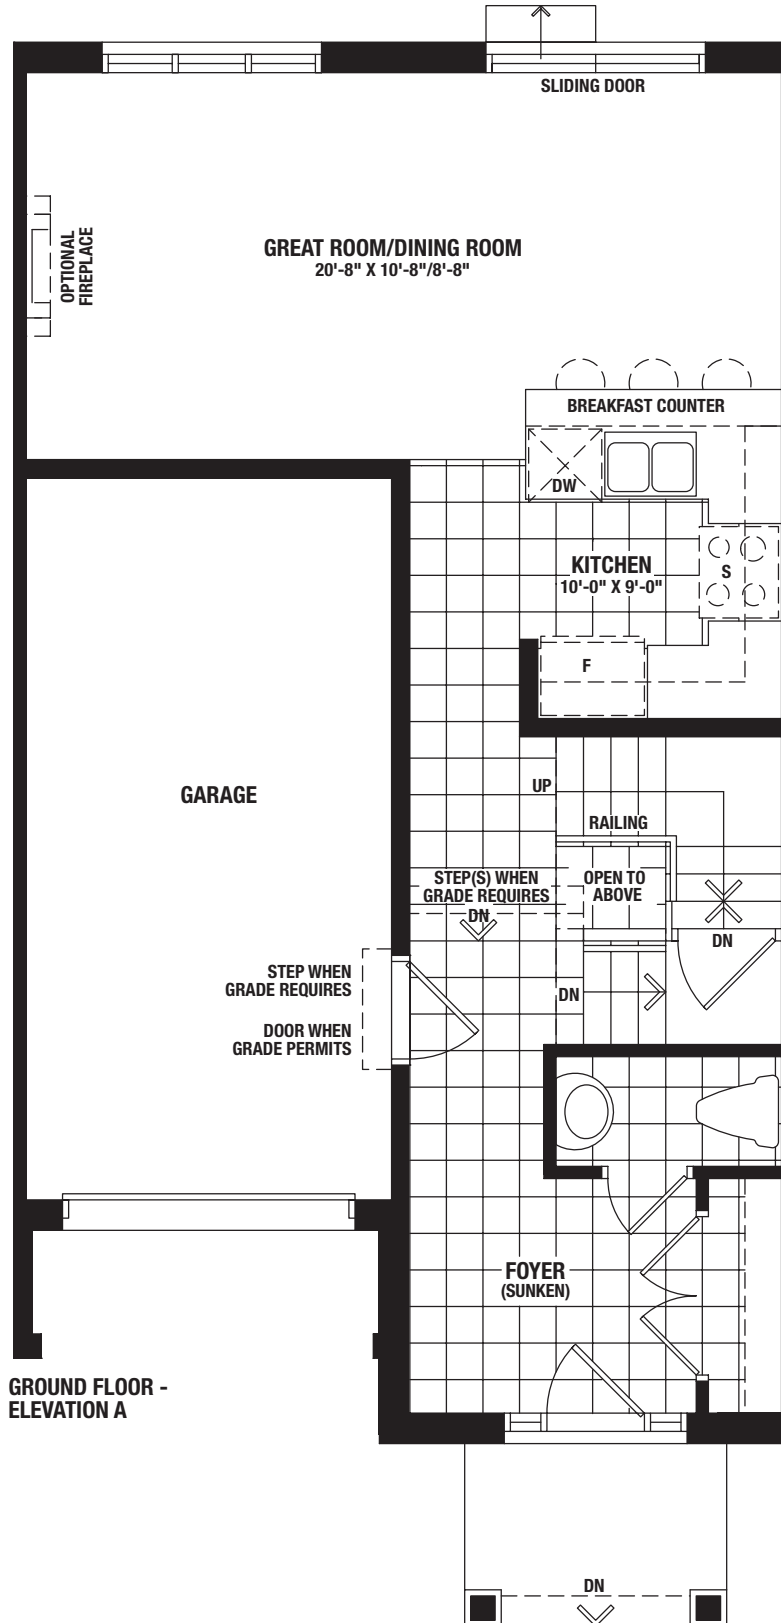 SLIDING DOOR
OPTIONAL
FIREPLACE
GREAT ROOM/DINING ROOM
20'-8" X 10'-8"/8'-8"
BREAKFAST COUNTER
DW
KITCHEN
10'-0" X 9'-0"
S
F
GARAGE
UP
RAILING
STEP(S) WHEN
GRADE REQUIRES
DN
OPEN TO
ABOVE
DN
STEP WHEN
GRADE REQUIRES
DN
DOOR WHEN
GRADE PERMITS
FOYER
(SUNKEN)
GROUND FLOOR -
ELEVATION A
DN